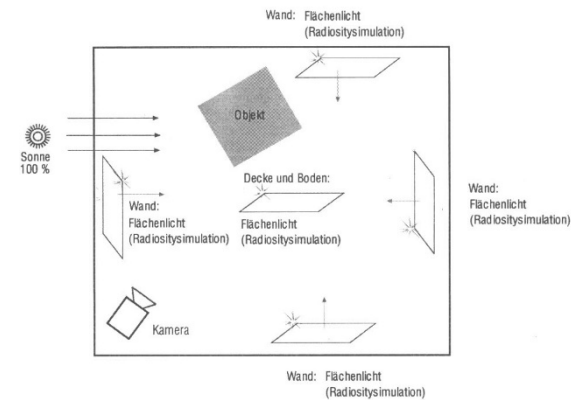 Wand: Flächenlicht
(Radiositysimulation)
Objekt
Sonne
100 %
Decke und Boden:
Flächenlicht
(Radiositysimulation)
Wand:
Flächenlicht
(Radiositysimulation)
Wand:
Flächenlicht
(Radiositysimulation)
Kamera
Wand: Flächenlicht
(Radiositysimulation)